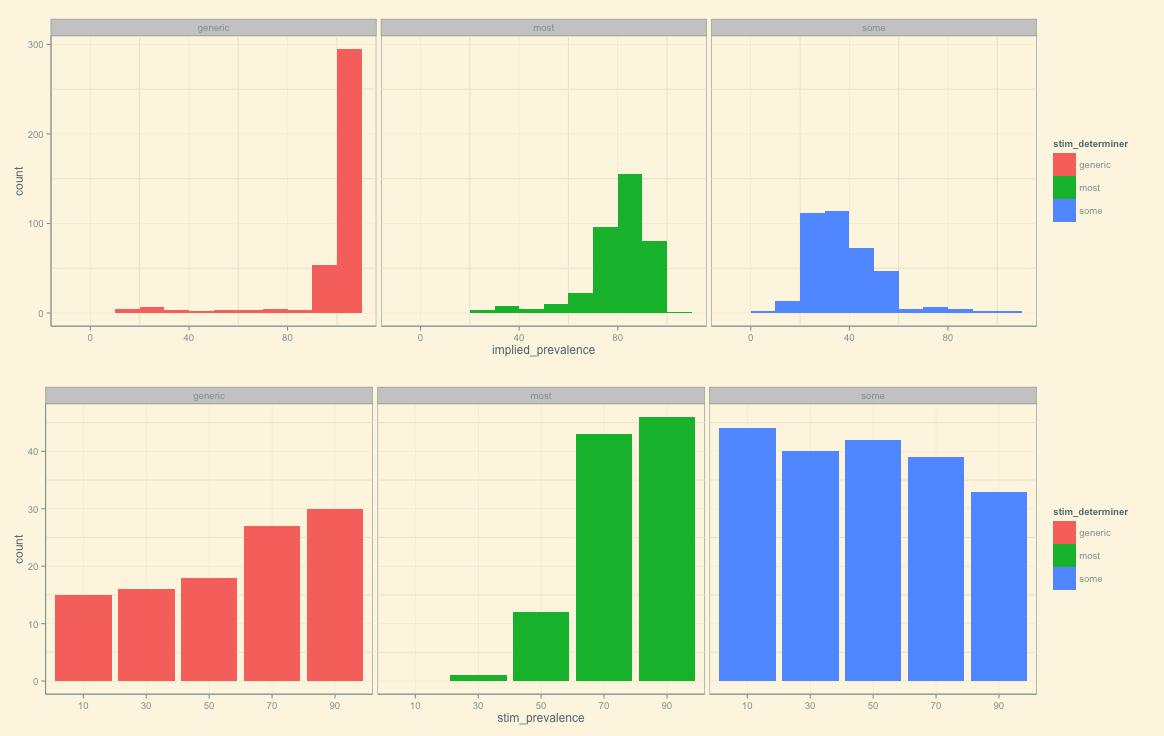 generic most some
300
200
100
0
count
0 40 80 0 40 80 0 40 80
implied_prevalence
stim_determiner
generic
most
some
generic most some
40
30
20
10
0
count
10 30 50 70 90 10 30 50 70 90 10 30 50 70 90
stim_prevalence
stim_determiner
generic
most
some